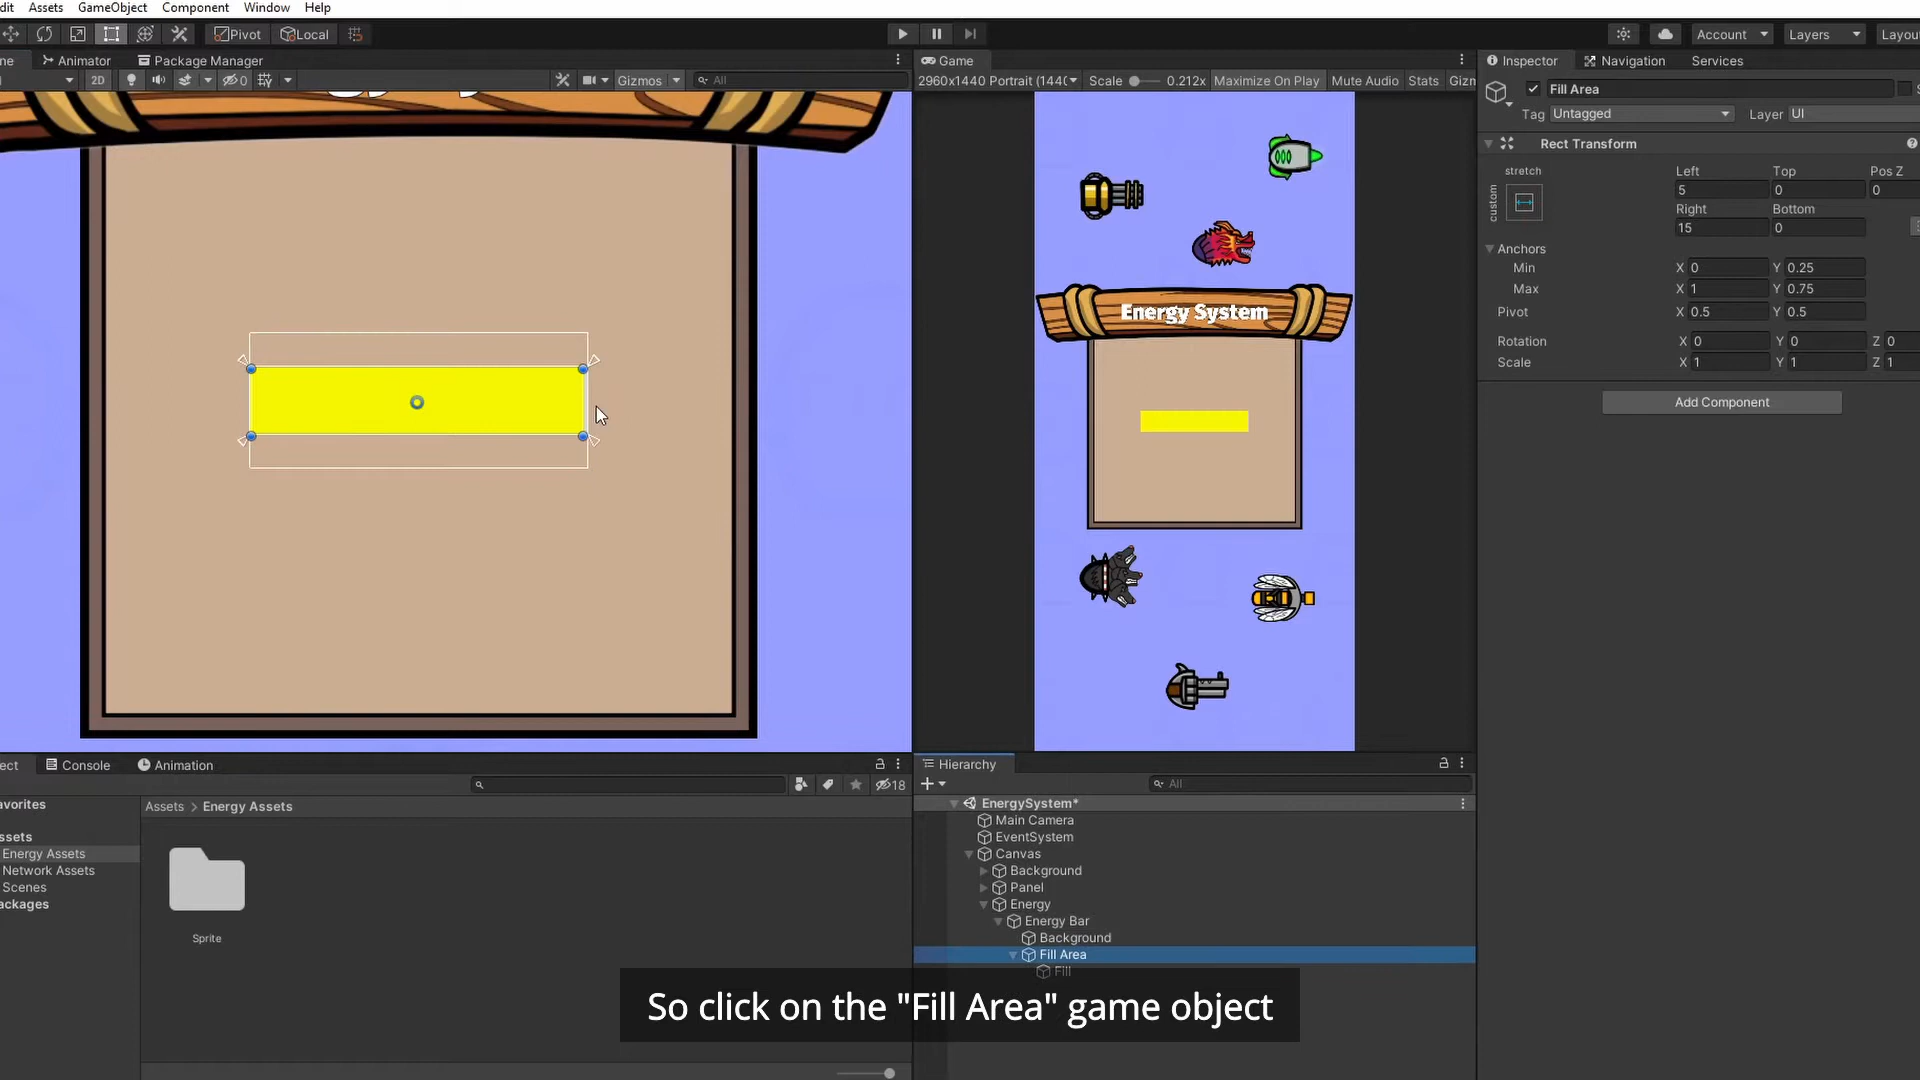 dit Assets GameObject Component Window Help
Pivot Local Account Layers Layou
ne Animator Package Manager Game Inspector Navigation Services
2D 0 Gizmos All 2960x1440 Portrait (144( Scale 0.212x Maximize On Play Mute Audio Stats Gizm
Fill Area S
Tag Untagged Layer UI
Rect Transform
stretch
custom
Left Top Pos Z
5 0 0
Right Bottom
15 0
Anchors
Min X 0 Y 0.25
Max X 1 Y 0.75
Pivot X 0.5 Y 0.5
Rotation X 0 Y 0 Z 0
Scale X 1 Y 1 Z 1
Add Component
Energy System
ect Console Animation
18
avorites
ssets
Energy Assets
Network Assets
Scenes
ackages
Assets > Energy Assets
Sprite
Hierarchy
All
EnergySystem*
Main Camera
EventSystem
Canvas
Background
Panel
Energy
Energy Bar
Background
Fill Area
Fill
So click on the "Fill Area" game object